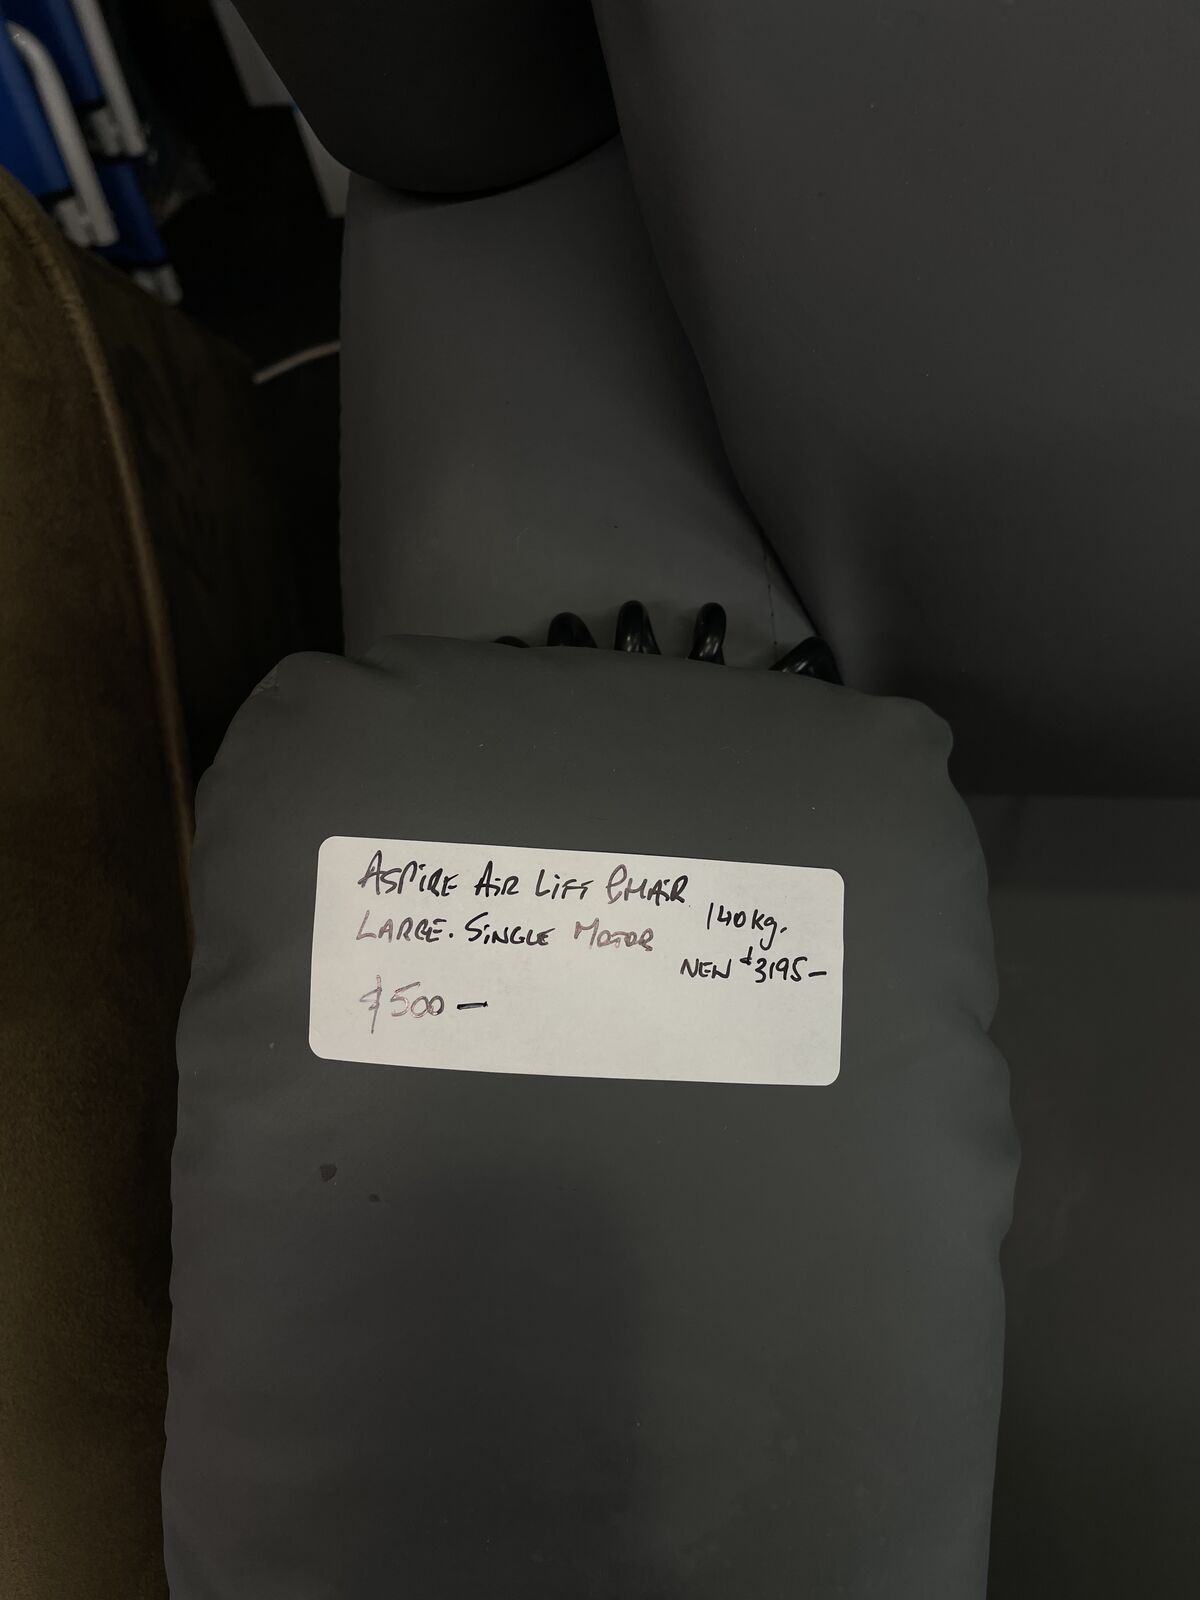 ASPIRE AIR LIFT CHAIR
LARGE. SINGLE MOTOR
140kg.
NEW $3195-
$500-